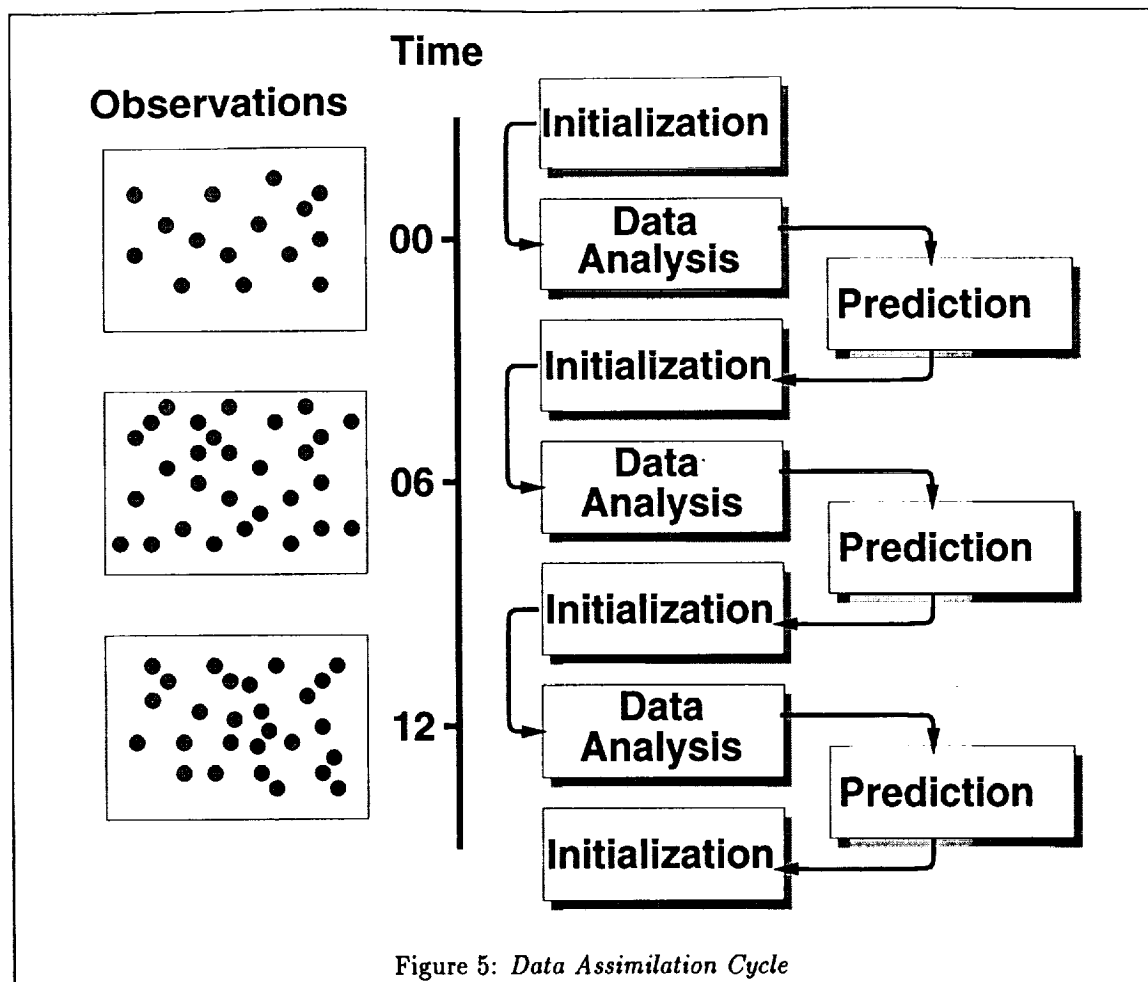 Time
Observations
Initialization
Data
Analysis
00
Prediction
Initialization
Data
Analysis
06
Prediction
Initialization
Data
Analysis
12
Prediction
Initialization
Figure 5: Data Assimilation Cycle